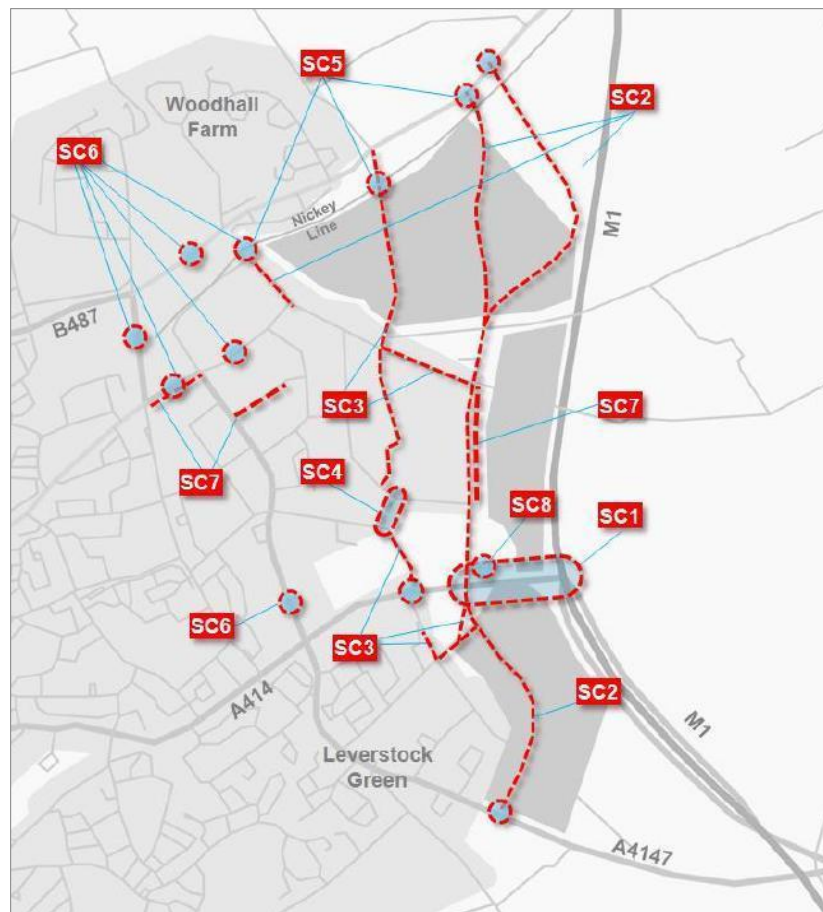 SC5
Woodhall
Farm
SC2
SC6
Nickey
Line
M1
B487
SC3
SC7
SC4
SC7
SC8
SC1
SC6
SC3
A414
SC2
M1
Leverstock
Green
A4147